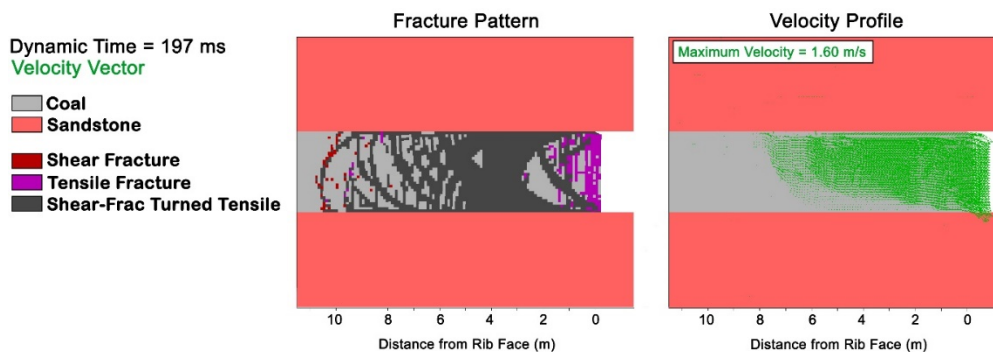 Fracture Pattern
Velocity Profile
Dynamic Time = 197 ms
Velocity Vector
Maximum Velocity = 1.60 m/s
Coal
Sandstone
Shear Fracture
Tensile Fracture
Shear-Frac Turned Tensile
10 8 6 4 2 0
10 8 6 4 2 0
Distance from Rib Face (m)
Distance from Rib Face (m)